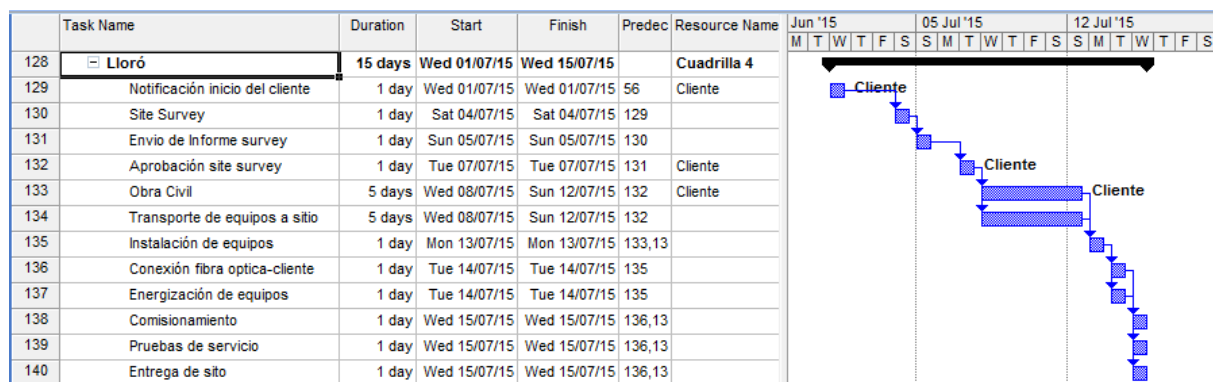 Task Name Duration Start Finish Predec Resource Name Jun '15 05 Jul '15 12 Jul '15
M T W T F S S M T W T F S S M T W T F S
128 Lloró 15 days Wed 01/07/15 Wed 15/07/15 Cuadrilla 4
129 Notificación inicio del cliente 1 day Wed 01/07/15 Wed 01/07/15 56 Cliente Cliente
130 Site Survey 1 day Sat 04/07/15 Sat 04/07/15 129
131 Envio de Informe survey 1 day Sun 05/07/15 Sun 05/07/15 130
132 Aprobación site survey 1 day Tue 07/07/15 Tue 07/07/15 131 Cliente Cliente
133 Obra Civil 5 days Wed 08/07/15 Sun 12/07/15 132 Cliente Cliente
134 Transporte de equipos a sitio 5 days Wed 08/07/15 Sun 12/07/15 132
135 Instalación de equipos 1 day Mon 13/07/15 Mon 13/07/15 133,13
136 Conexión fibra optica-cliente 1 day Tue 14/07/15 Tue 14/07/15 135
137 Energización de equipos 1 day Tue 14/07/15 Tue 14/07/15 135
138 Comisionamiento 1 day Wed 15/07/15 Wed 15/07/15 136,13
139 Pruebas de servicio 1 day Wed 15/07/15 Wed 15/07/15 136,13
140 Entrega de sito 1 day Wed 15/07/15 Wed 15/07/15 136,13